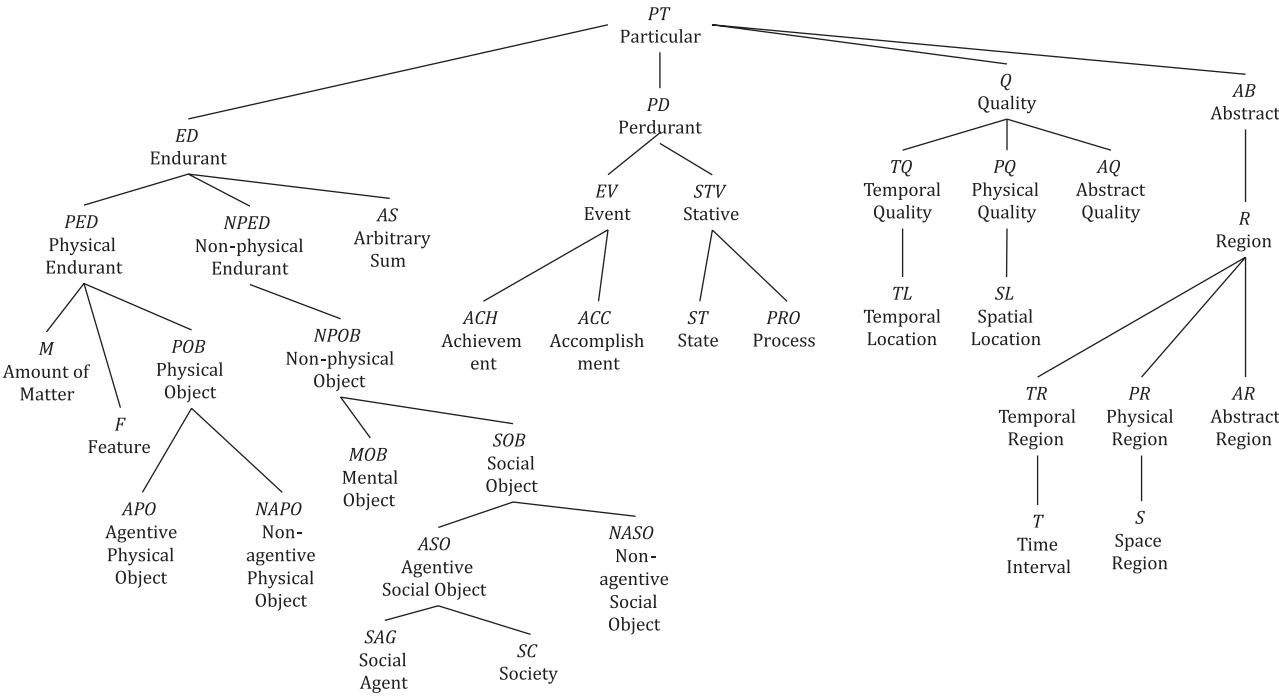 PT
Particular
Q
Quality
AB
Abstract
PD
Perdurant
ED
Endurant
TQ
Temporal
Quality
PQ
Physical
Quality
AQ
Abstract
Quality
EV
Event
STV
Stative
AS
Arbitrary
Sum
PED
Physical
Endurant
NPED
Non-physical
Endurant
R
Region
TL
Temporal
Location
SL
Spatial
Location
ACH
Achievem
ent
ACC
Accomplish
ment
ST
State
PRO
Process
NPOB
Non-physical
Object
M
Amount of
Matter
POB
Physical
Object
F
Feature
TR
Temporal
Region
PR
Physical
Region
AR
Abstract
Region
MOB
Mental
Object
SOB
Social
Object
APO
Agentive
Physical
Object
NAPO
Non-
agentive
Physical
Object
T
Time
Interval
S
Space
Region
ASO
Agentive
Social Object
NASO
Non-
agentive
Social
Object
SAG
Social
Agent
SC
Society